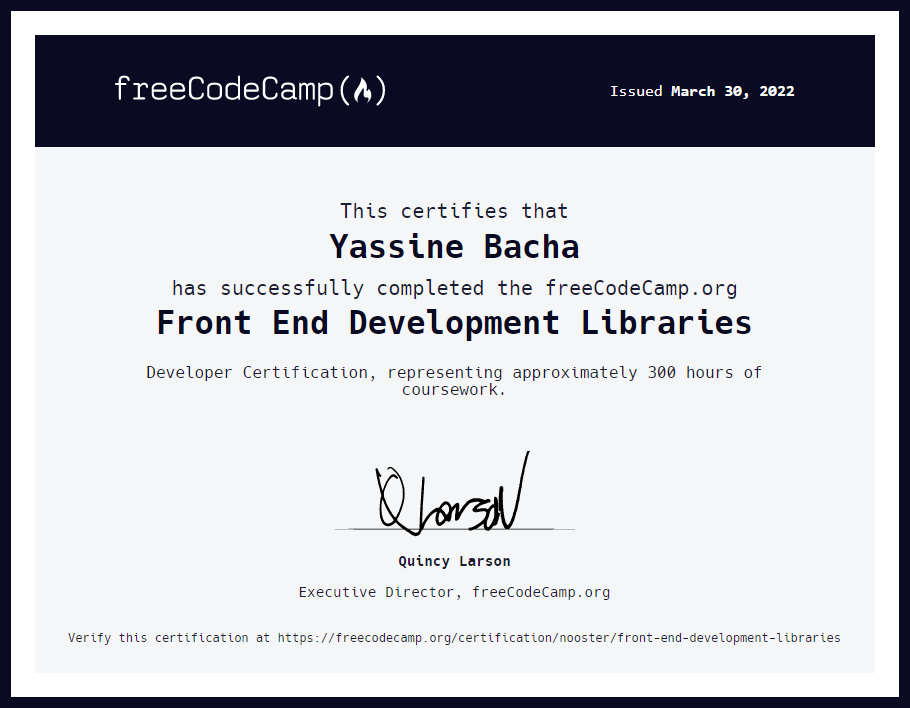 freeCodeCamp(🔥)
Issued March 30, 2022
This certifies that
Yassine Bacha
has successfully completed the freeCodeCamp.org
Front End Development Libraries
Developer Certification, representing approximately 300 hours of
coursework.
Q Larson
Quincy Larson
Executive Director, freeCodeCamp.org
Verify this certification at https://freecodecamp.org/certification/nooster/front-end-development-libraries